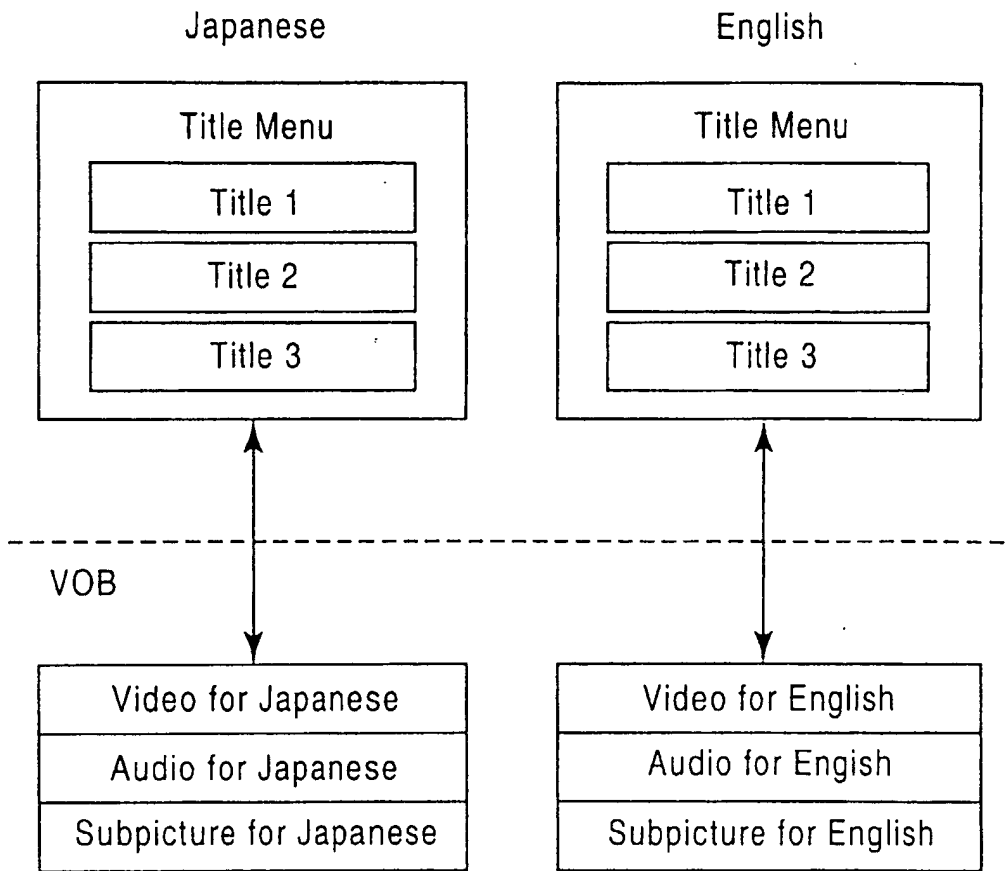 Japanese
English
Title Menu
Title 1
Title 2
Title 3
Title Menu
Title 1
Title 2
Title 3
VOB
Video for Japanese
Audio for Japanese
Subpicture for Japanese
Video for English
Audio for Engish
Subpicture for English